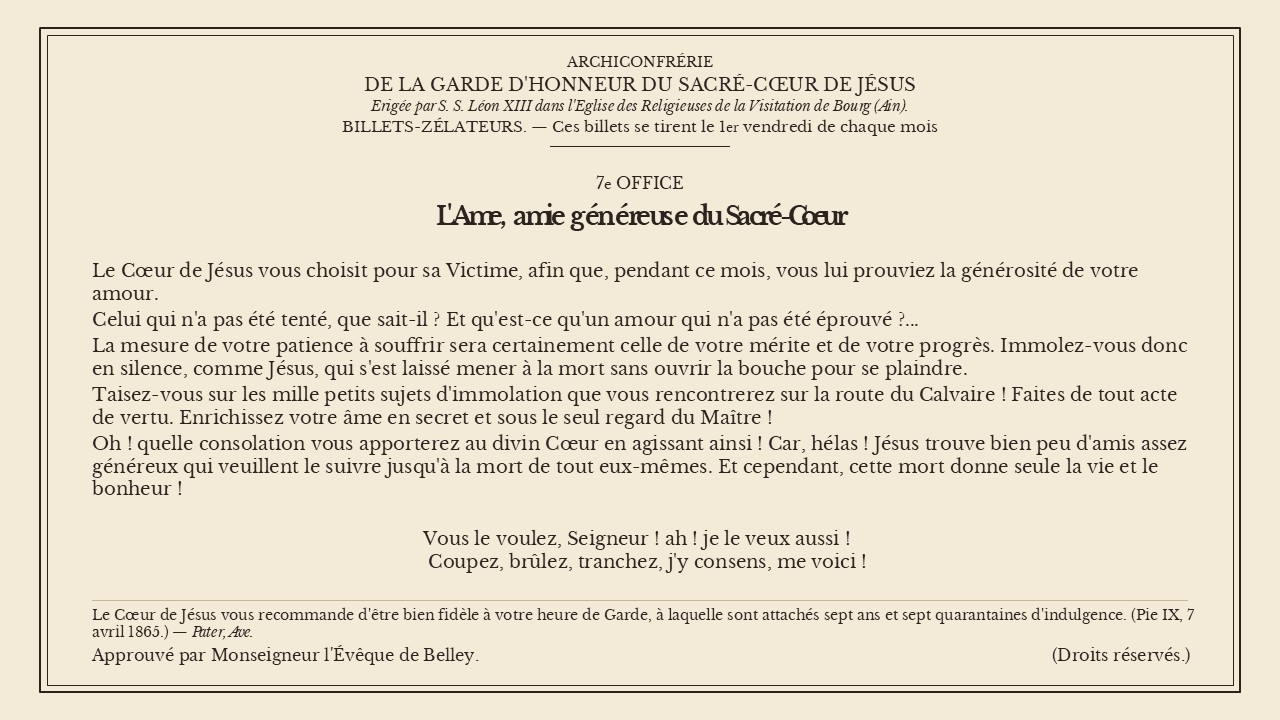 ARCHICONFRÉRIE
DE LA GARDE D'HONNEUR DU SACRÉ-CŒUR DE JÉSUS
Erigée par S. S. Léon XIII dans l'Eglise des Religieuses de la Visitation de Bourg (Ain).
BILLETS-ZÉLATEURS. — Ces billets se tirent le 1er vendredi de chaque mois
7e OFFICE
L'Ame, amie généreuse du Sacré-Cœur
Le Cœur de Jésus vous choisit pour sa Victime, afin que, pendant ce mois, vous lui prouviez la générosité de votre
amour.
Celui qui n'a pas été tenté, que sait-il ? Et qu'est-ce qu'un amour qui n'a pas été éprouvé ?...
La mesure de votre patience à souffrir sera certainement celle de votre mérite et de votre progrès. Immolez-vous donc
en silence, comme Jésus, qui s'est laissé mener à la mort sans ouvrir la bouche pour se plaindre.
Taisez-vous sur les mille petits sujets d'immolation que vous rencontrerez sur la route du Calvaire ! Faites de tout acte
de vertu. Enrichissez votre âme en secret et sous le seul regard du Maître !
Oh ! quelle consolation vous apporterez au divin Cœur en agissant ainsi ! Car, hélas ! Jésus trouve bien peu d'amis assez
généreux qui veuillent le suivre jusqu'à la mort de tout eux-mêmes. Et cependant, cette mort donne seule la vie et le
bonheur !
Vous le voulez, Seigneur ! ah ! je le veux aussi !
Coupez, brûlez, tranchez, j'y consens, me voici !
Le Cœur de Jésus vous recommande d'être bien fidèle à votre heure de Garde, à laquelle sont attachés sept ans et sept quarantaines d'indulgence. (Pie IX, 7
avril 1865.) — Pater, Ave.
Approuvé par Monseigneur l'Évêque de Belley. (Droits réservés.)